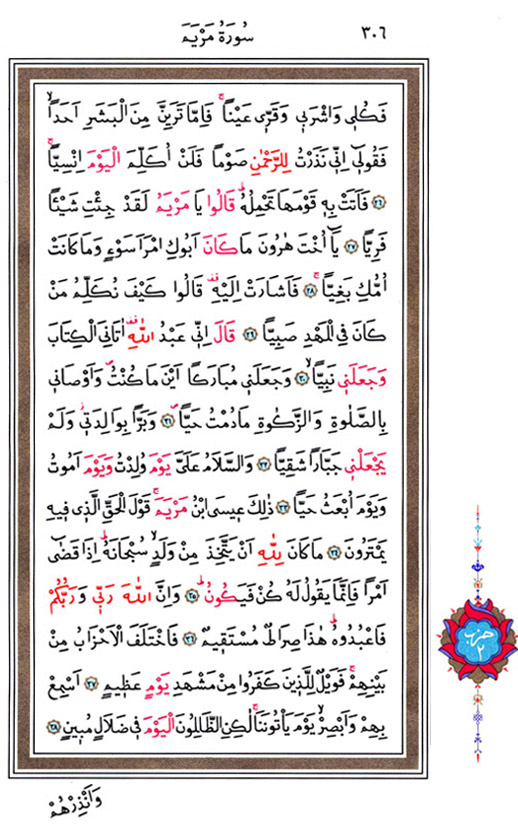 ٣٠٦ سُورَةُ مَرْيَمَ
فَكُلِى وَاشْرَبِى وَقَرِّى عَيْنًاۚ فَاِمَّا تَرَيِنَّ مِنَ الْبَشَرِ اَحَدًاۙ
فَقُولِٓى اِنِّى نَذَرْتُ لِلرَّحْمٰنِ صَوْمًا فَلَنْ اُكَلِّمَ الْيَوْمَ اِنْسِيًّاۚ
﴿٢٦﴾ فَاَتَتْ بِهِ قَوْمَهَا تَحْمِلُهُۜ قَالُوا يَا مَرْيَمُ لَقَدْ جِئْتِ شَيْـًٔا
فَرِيًّا ﴿٢٧﴾ يَٓا اُخْتَ هٰرُونَ مَا كَانَ اَبُوكِ امْرَاَ سَوْءٍ وَمَا كَانَتْ
اُمُّكِ بَغِيًّاۚ ﴿٢٨﴾ فَاَشَارَتْ اِلَيْهِۜ قَالُوا كَيْفَ نُكَلِّمُ مَنْ
كَانَ فِى الْمَهْدِ صَبِيًّا ﴿٢٩﴾ قَالَ اِنِّى عَبْدُ اللّٰهِۜ اٰتَانِىَ الْكِتَابَ
وَجَعَلَنِى نَبِيًّاۙ ﴿٣٠﴾ وَجَعَلَنِى مُبَارَكًا اَيْنَ مَا كُنْتُۖ وَاَوْصَانِى
بِالصَّلٰوةِ وَالزَّكٰوةِ مَا دُمْتُ حَيًّاۖ ﴿٣١﴾ وَبَرًّا بِوَالِدَتِى وَلَمْ
يَجْعَلْنِى جَبَّارًا شَقِيًّا ﴿٣٢﴾ وَالسَّلَامُ عَلَىَّ يَوْمَ وُلِدْتُ وَيَوْمَ اَمُوتُ
وَيَوْمَ اُبْعَثُ حَيًّا ﴿٣٣﴾ ذٰلِكَ عِيسَى ابْنُ مَرْيَمَۚ قَوْلَ الْحَقِّ الَّذِى فِيهِ
يَمْتَرُونَ ﴿٣٤﴾ مَا كَانَ لِلّٰهِ اَنْ يَتَّخِذَ مِنْ وَلَدٍۙ سُبْحَانَهُۜ اِذَا قَضٰٓى
اَمْرًا فَاِنَّمَا يَقُولُ لَهُ كُنْ فَيَكُونُۜ ﴿٣٥﴾ وَاِنَّ اللّٰهَ رَبِّى وَرَبُّكُمْ
فَاعْبُدُوهُۜ هٰذَا صِرَاطٌ مُسْتَقِيمٌ ﴿٣٦﴾ فَاخْتَلَفَ الْاَحْزَابُ مِنْ
بَيْنِهِمْۚ فَوَيْلٌ لِلَّذِينَ كَفَرُوا مِنْ مَشْهَدِ يَوْمٍ عَظِيمٍ ﴿٣٧﴾ اَسْمِعْ
بِهِمْ وَاَبْصِرْۙ يَوْمَ يَأْتُونَنَا لٰكِنِ الظَّالِمُونَ الْيَوْمَ فِى ضَلَالٍ مُبِينٍ ﴿٣٨﴾
وَاَنْذِرْهُمْ
حزب
٢